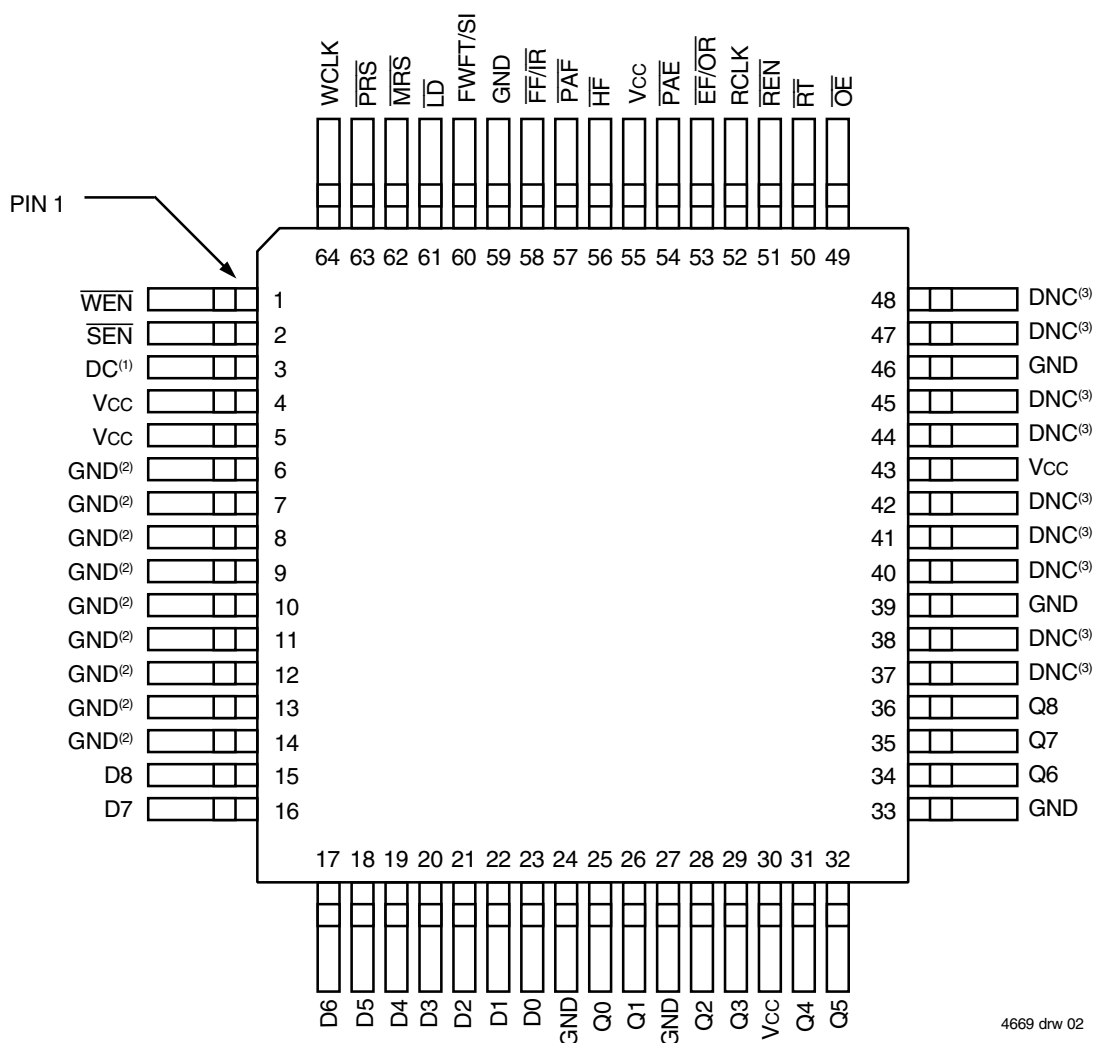 WCLK
PRS
MRS
LD
FWFT/SI
GND
FF/IR
PAF
HF
VCC
PAE
EF/OR
RCLK
REN
RT
OE
PIN 1
64 63 62 61 60 59 58 57 56 55 54 53 52 51 50 49
WEN 1
SEN 2
DC(1) 3
VCC 4
VCC 5
GND(2) 6
GND(2) 7
GND(2) 8
GND(2) 9
GND(2) 10
GND(2) 11
GND(2) 12
GND(2) 13
GND(2) 14
D8 15
D7 16
48 DNC(3)
47 DNC(3)
46 GND
45 DNC(3)
44 DNC(3)
43 VCC
42 DNC(3)
41 DNC(3)
40 DNC(3)
39 GND
38 DNC(3)
37 DNC(3)
36 Q8
35 Q7
34 Q6
33 GND
17 18 19 20 21 22 23 24 25 26 27 28 29 30 31 32
D6
D5
D4
D3
D2
D1
D0
GND
Q0
Q1
GND
Q2
Q3
VCC
Q4
Q5
4669 drw 02